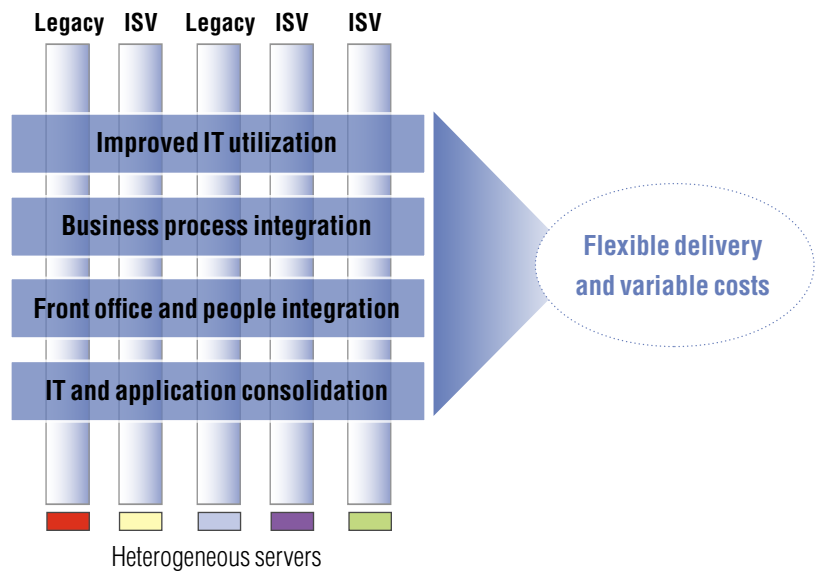 Legacy ISV Legacy ISV ISV
Improved IT utilization
Business process integration
Front office and people integration
IT and application consolidation
Flexible delivery
and variable costs
Heterogeneous servers